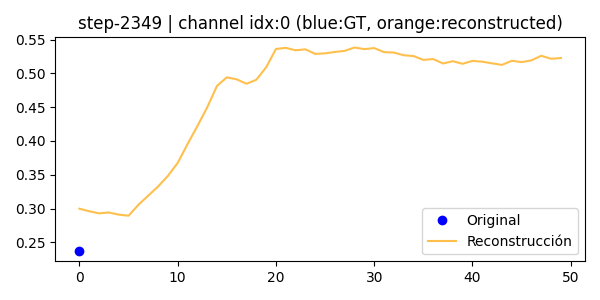 step-2349 | channel idx:0 (blue:GT, orange:reconstructed)
0.55
0.50
0.45
0.40
0.35
0.30
0.25
0 10 20 30 40 50
Original
Reconstrucción